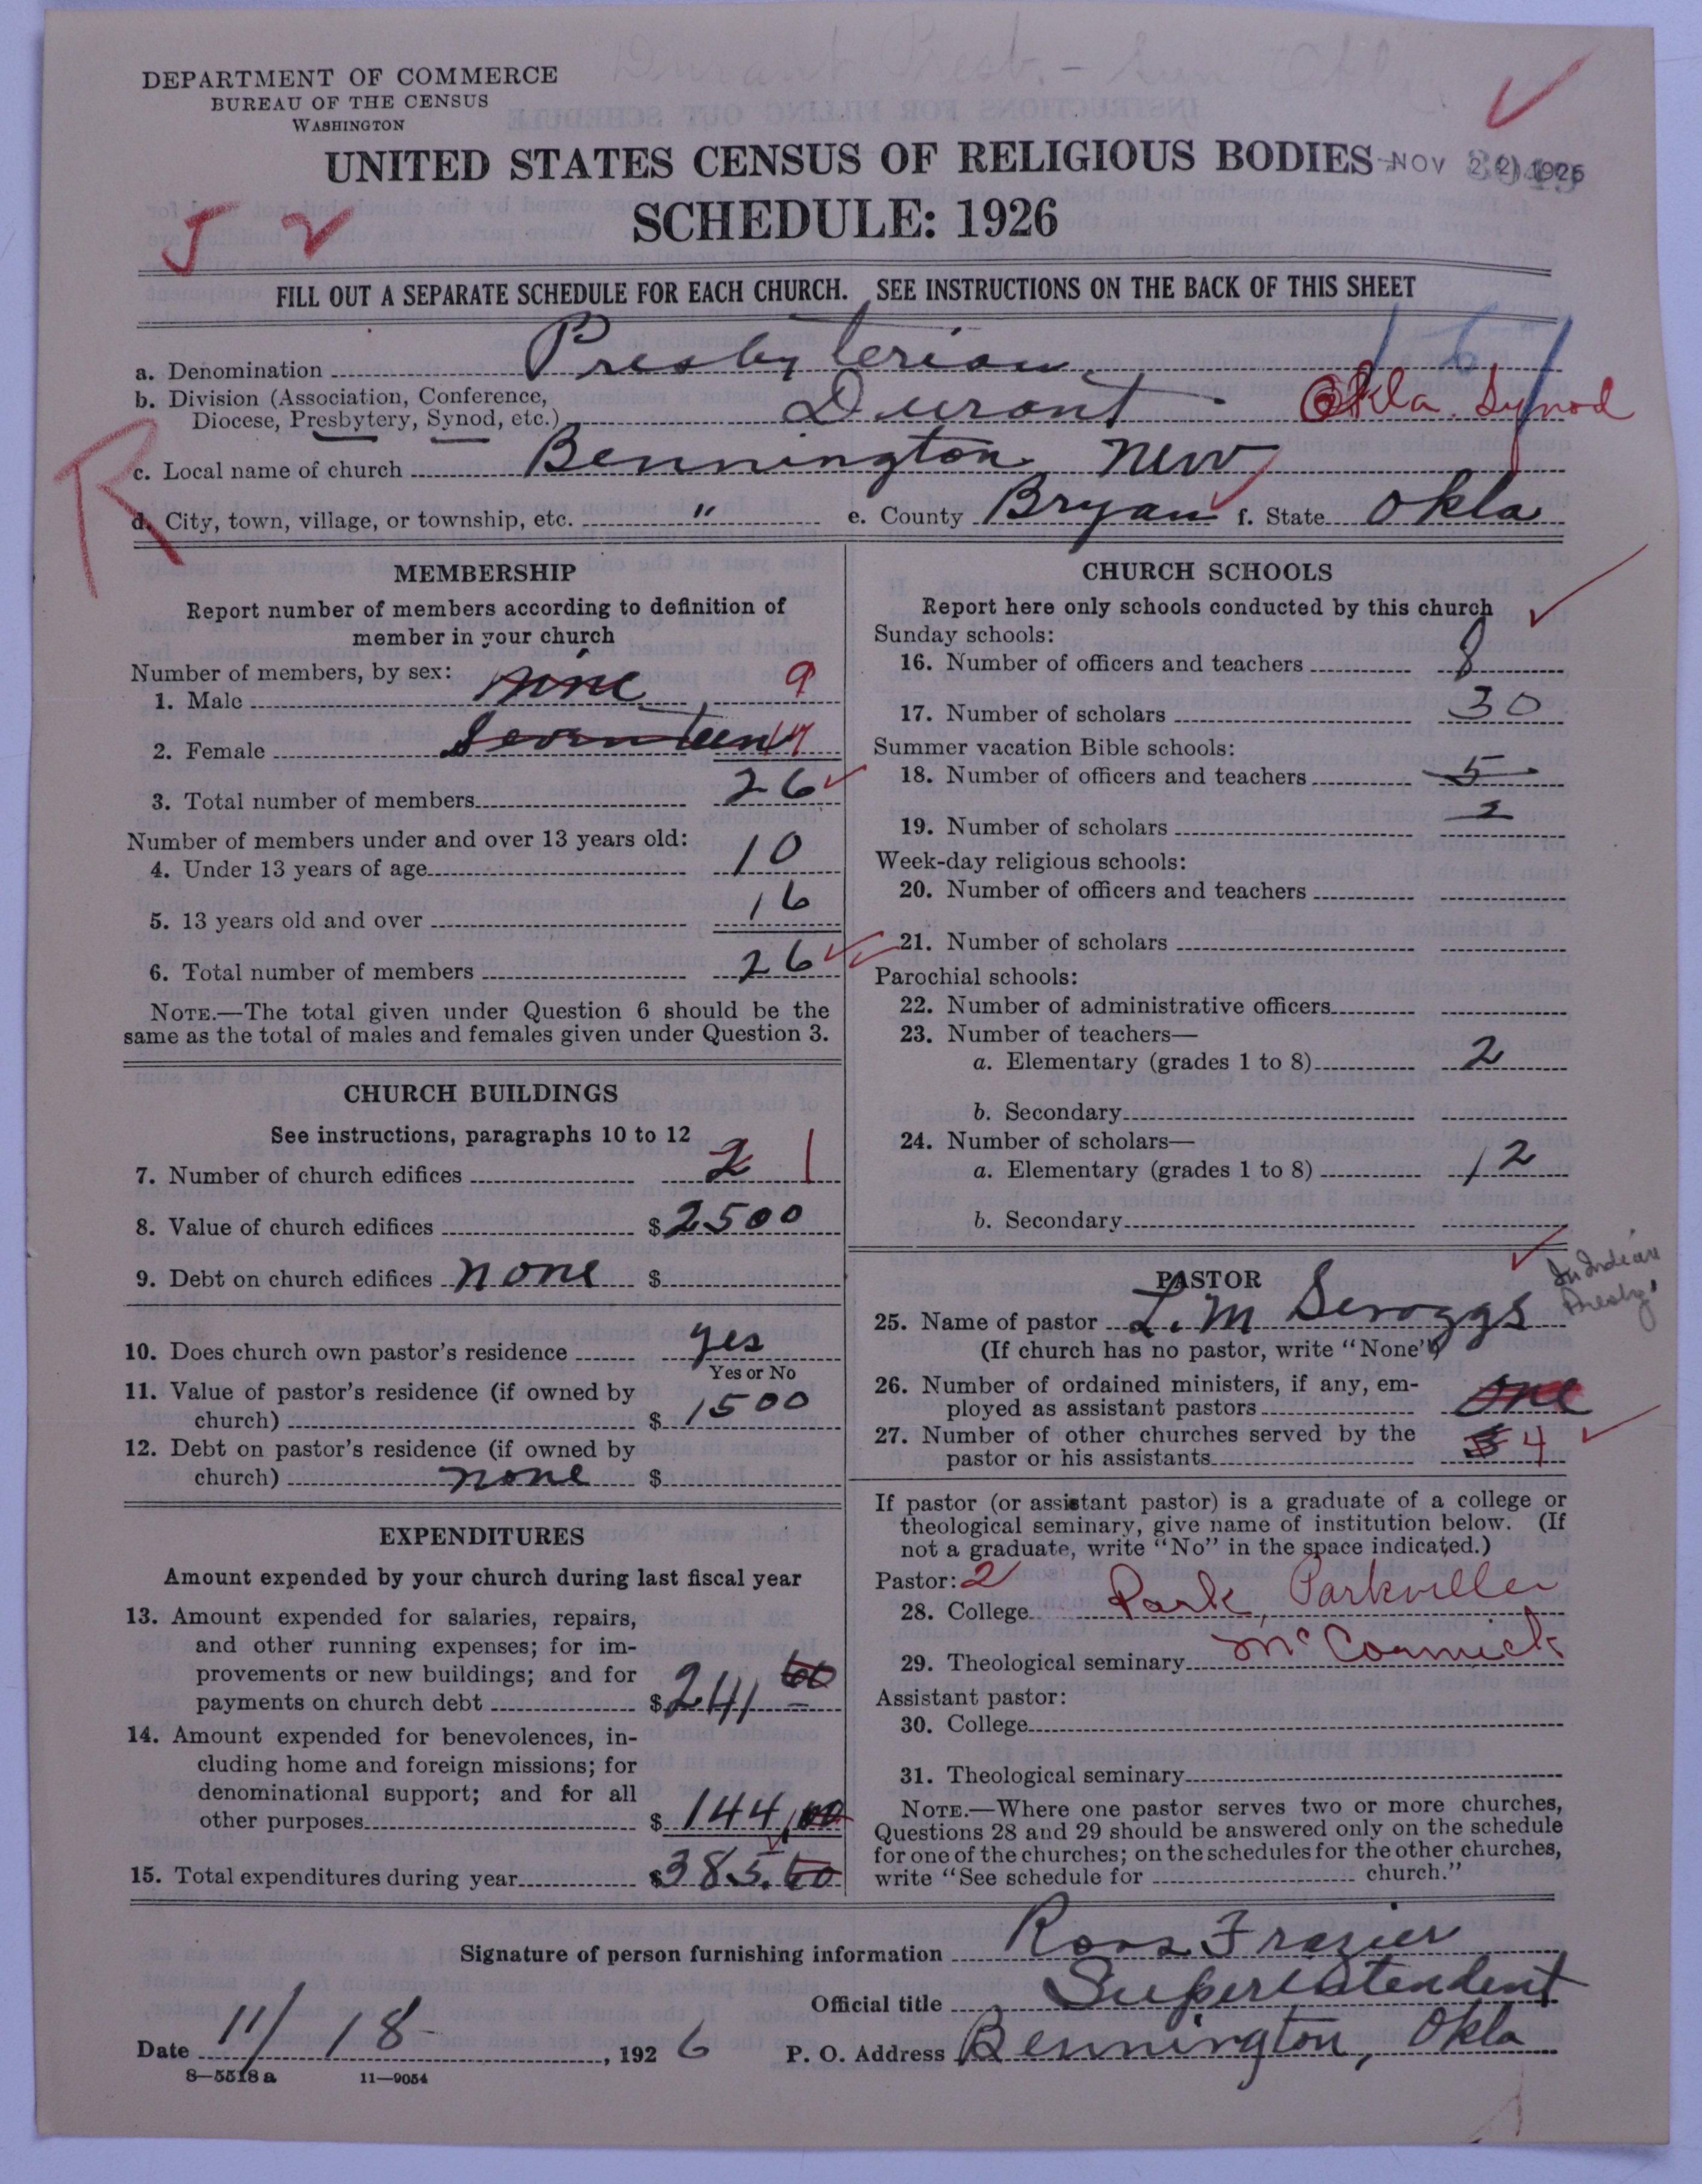 Durant Presb. - Okla
DEPARTMENT OF COMMERCE
BUREAU OF THE CENSUS
WASHINGTON
UNITED STATES CENSUS OF RELIGIOUS BODIES
NOV 22 1926
SCHEDULE: 1926
J 2
FILL OUT A SEPARATE SCHEDULE FOR EACH CHURCH. SEE INSTRUCTIONS ON THE BACK OF THIS SHEET
161
a. Denomination Presbyterian
b. Division (Association, Conference,
Diocese, Presbytery, Synod, etc.) Durant Okla. Synod
R
c. Local name of church Bennington New
d. City, town, village, or township, etc. " e. County Bryan f. State Okla
MEMBERSHIP
Report number of members according to definition of
member in your church
Number of members, by sex:
1. Male nine 9
2. Female Seventeen 17
3. Total number of members 26
Number of members under and over 13 years old:
4. Under 13 years of age 10
5. 13 years old and over 16
6. Total number of members 26
NOTE.—The total given under Question 6 should be the
same as the total of males and females given under Question 3.
CHURCH BUILDINGS
See instructions, paragraphs 10 to 12
7. Number of church edifices 2 1
8. Value of church edifices $ 2500
9. Debt on church edifices none $
10. Does church own pastor's residence yes
Yes or No
11. Value of pastor's residence (if owned by
church) $ 1500
12. Debt on pastor's residence (if owned by
church) none $
EXPENDITURES
Amount expended by your church during last fiscal year
13. Amount expended for salaries, repairs,
and other running expenses; for im-
provements or new buildings; and for
payments on church debt $ 241 60
14. Amount expended for benevolences, in-
cluding home and foreign missions; for
denominational support; and for all
other purposes $ 144,00
15. Total expenditures during year $ 385.60
CHURCH SCHOOLS
Report here only schools conducted by this church
Sunday schools:
16. Number of officers and teachers 8
17. Number of scholars 30
Summer vacation Bible schools:
18. Number of officers and teachers 5
19. Number of scholars 2
Week-day religious schools:
20. Number of officers and teachers
21. Number of scholars
Parochial schools:
22. Number of administrative officers
23. Number of teachers—
a. Elementary (grades 1 to 8) 2
b. Secondary
24. Number of scholars—
a. Elementary (grades 1 to 8) 12
b. Secondary
PASTOR
In Indian
Presby.
25. Name of pastor L. M Scroggs
(If church has no pastor, write "None")
26. Number of ordained ministers, if any, em-
ployed as assistant pastors one
27. Number of other churches served by the
pastor or his assistants 4
If pastor (or assistant pastor) is a graduate of a college or
theological seminary, give name of institution below. (If
not a graduate, write "No" in the space indicated.)
Pastor: 2
28. College Park, Parkville
29. Theological seminary McCormick
Assistant pastor:
30. College
31. Theological seminary
NOTE.—Where one pastor serves two or more churches,
Questions 28 and 29 should be answered only on the schedule
for one of the churches; on the schedules for the other churches,
write "See schedule for church."
Signature of person furnishing information Ross Frazier
Official title Superintendent
Date 11/18, 1926 P. O. Address Bennington, Okla
8—5518 a 11—9054